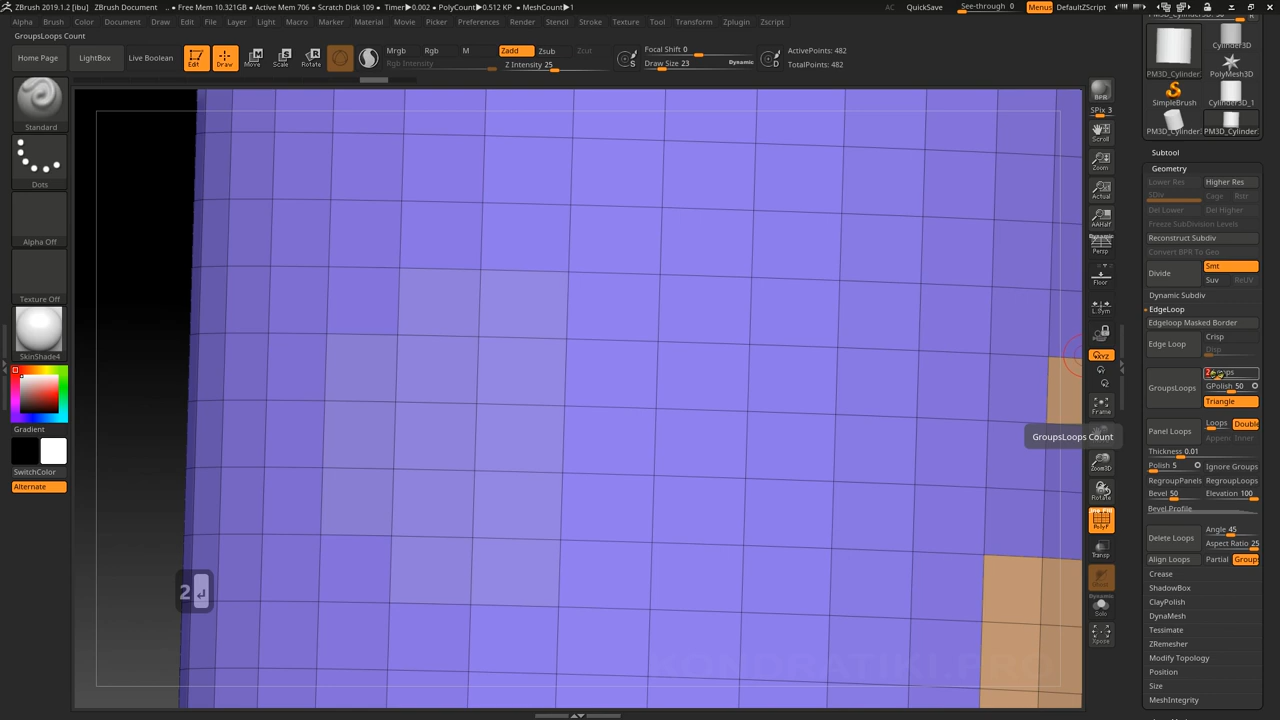 ZBrush 2019.1.2 [ibu] ZBrush Document • Free Mem 10.321GB • Active Mem 706 • Scratch Disk 109 • Timer▶0.002 • PolyCount▶0.512 KP • MeshCount▶1 AC QuickSave See-through 0 Menus DefaultZScript
Alpha Brush Color Document Draw Edit File Layer Light Macro Marker Material Movie Picker Preferences Render Stencil Stroke Texture Tool Transform Zplugin Zscript
GroupsLoops Count
Home Page LightBox Live Boolean Edit Draw Move Scale Rotate
Mrgb Rgb M
Rgb Intensity
Zadd Zsub Zcut
Z Intensity 25
S
Focal Shift 0
Draw Size 23 Dynamic
D
ActivePoints: 482
TotalPoints: 482
Standard
Dots
Alpha Off
Texture Off
SkinShade4
Gradient
SwitchColor
Alternate
2
BPR
SPix 3
Scroll
Zoom
Actual
AAHalf
Dynamic
Persp
Floor
L.Sym
XYZ
Frame
GroupsLoops Count
Zoom3D
Rotate
PolyF
Transp
Dynamic
Solo
Xpose
PM3D_Cylinder Cylinder3D
PolyMesh3D
SimpleBrush Cylinder3D_1
PM3D_Cylinder PM3D_Cylinder
Subtool
Geometry
Lower Res Higher Res
SDiv Cage Rstr
Del Lower Del Higher
Freeze SubDivision Levels
Reconstruct Subdiv
Convert BPR To Geo
Divide Smt
Suv ReUV
Dynamic Subdiv
EdgeLoop
Edgeloop Masked Border
Edge Loop Crisp
Disp
GroupsLoops
GPolish 50
Triangle
Panel Loops Loops Double
Append Inner
Thickness 0.01
Polish 5 Ignore Groups
RegroupPanels RegroupLoops
Bevel 50 Elevation 100
Bevel Profile
Delete Loops Angle 45
Aspect Ratio 25
Align Loops Partial Groups
Crease
ShadowBox
ClayPolish
DynaMesh
Tessimate
ZRemesher
Modify Topology
Position
Size
MeshIntegrity
KONDRATIKI.PRO